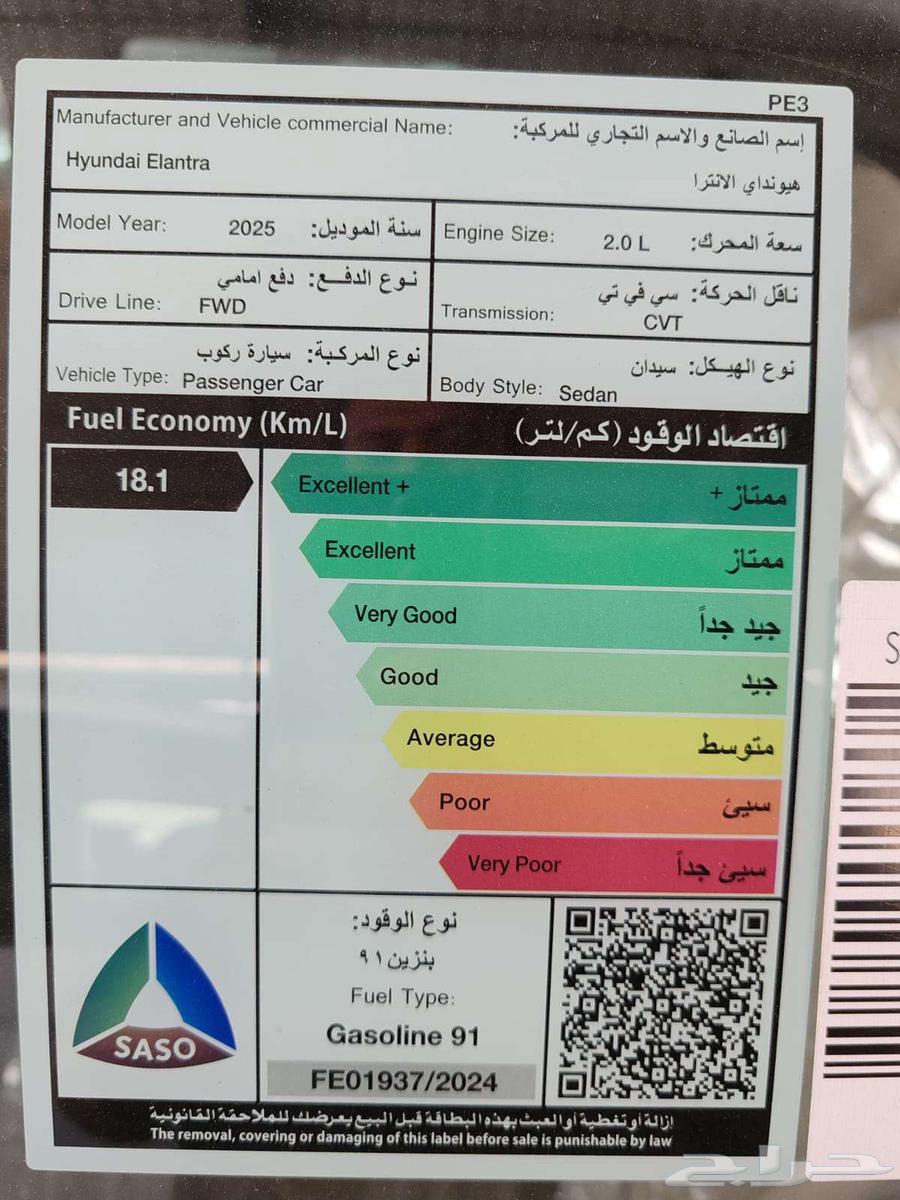 PE3
Manufacturer and Vehicle commercial Name:
إسم الصانع والاسم التجاري للمركبة:
Hyundai Elantra
هيونداي الانترا
Model Year: 2025 سنة الموديل:
Engine Size: 2.0 L سعة المحرك:
نوع الدفع: دفع امامي
Drive Line: FWD
ناقل الحركة: سي في تي
Transmission: CVT
نوع المركبة: سيارة ركوب
Vehicle Type: Passenger Car
نوع الهيكل: سيدان
Body Style: Sedan
Fuel Economy (Km/L)
اقتصاد الوقود (كم/لتر)
18.1
Excellent + ممتاز +
Excellent ممتاز
Very Good جيد جداً
Good جيد
Average متوسط
Poor سيئ
Very Poor سيئ جداً
SASO
نوع الوقود:
بنزين ٩١
Fuel Type:
Gasoline 91
FE01937/2024
إزالة أو تغطية أو العبث بهذه البطاقة قبل البيع يعرضك للملاحقة القانونية
The removal, covering or damaging of this label before sale is punishable by law
S
حراج